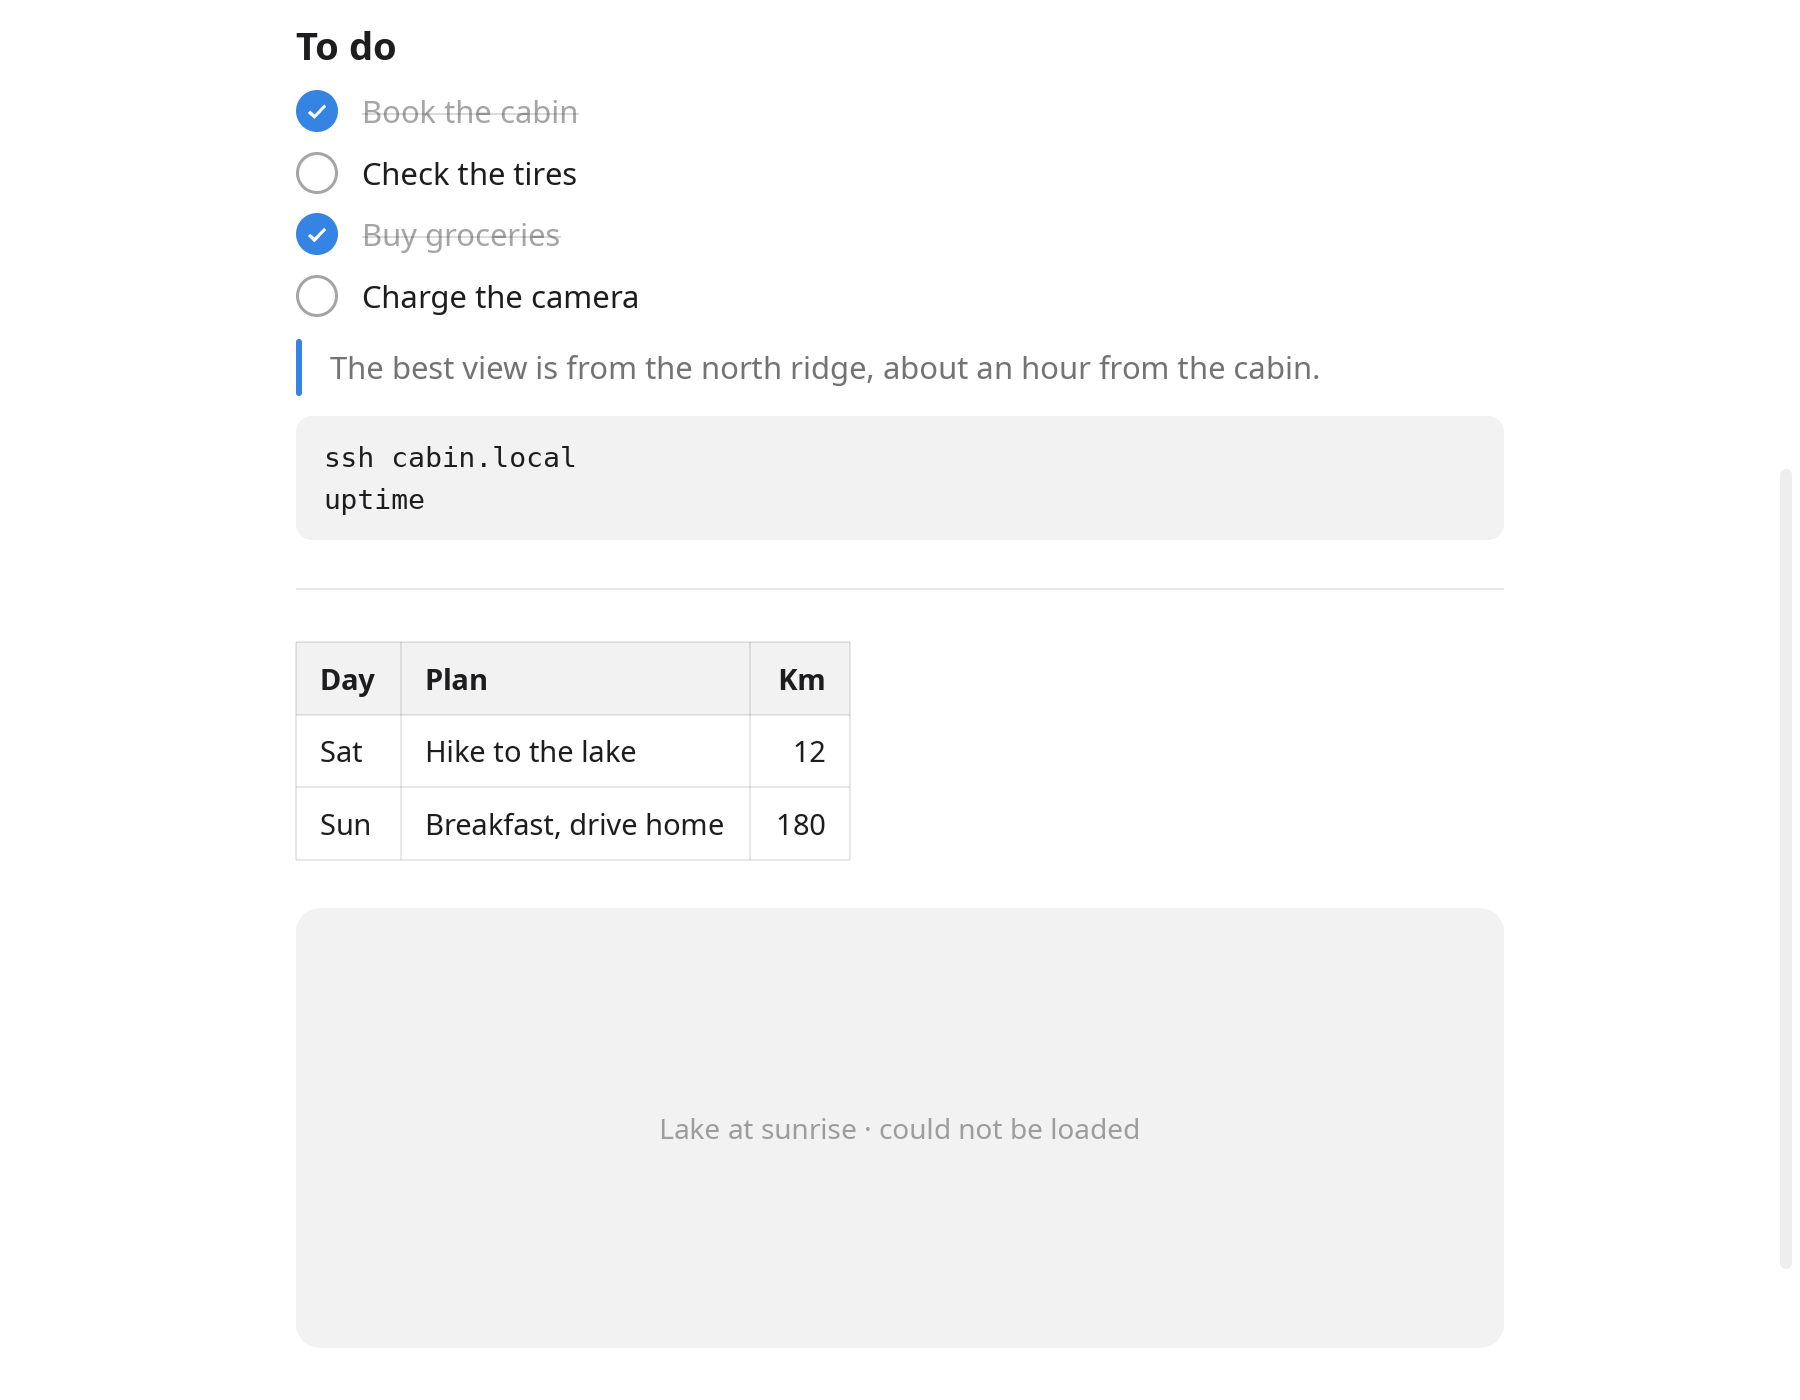 To do
Book the cabin
Check the tires
Buy groceries
Charge the camera
The best view is from the north ridge, about an hour from the cabin.
ssh cabin.local
uptime
Day Plan Km
Sat Hike to the lake 12
Sun Breakfast, drive home 180
Lake at sunrise · could not be loaded